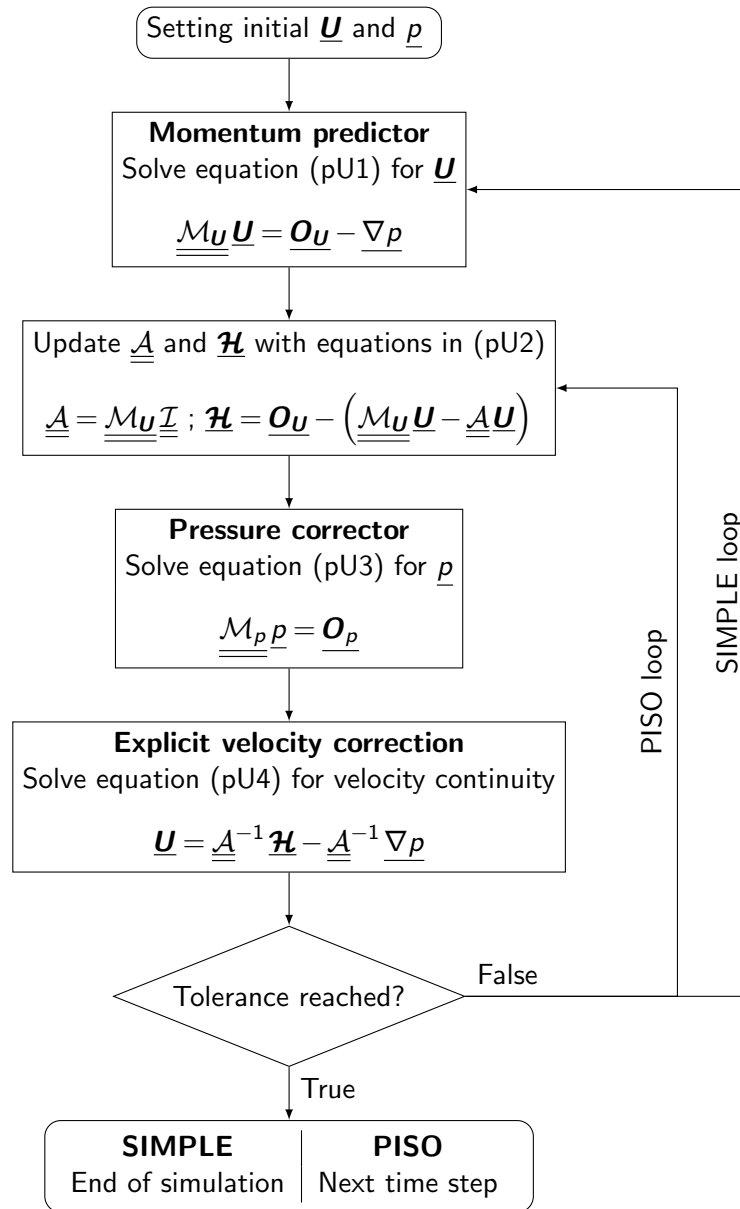 Setting initial U and p
Momentum predictor
Solve equation (pU1) for U
M_U U = O_U − ∇p
Update A and H with equations in (pU2)
A = M_U I ; H = O_U − (M_U U − A U)
Pressure corrector
Solve equation (pU3) for p
M_p p = O_p
Explicit velocity correction
Solve equation (pU4) for velocity continuity
U = A⁻¹ H − A⁻¹ ∇p
Tolerance reached?
False
True
PISO loop
SIMPLE loop
SIMPLE
End of simulation
PISO
Next time step